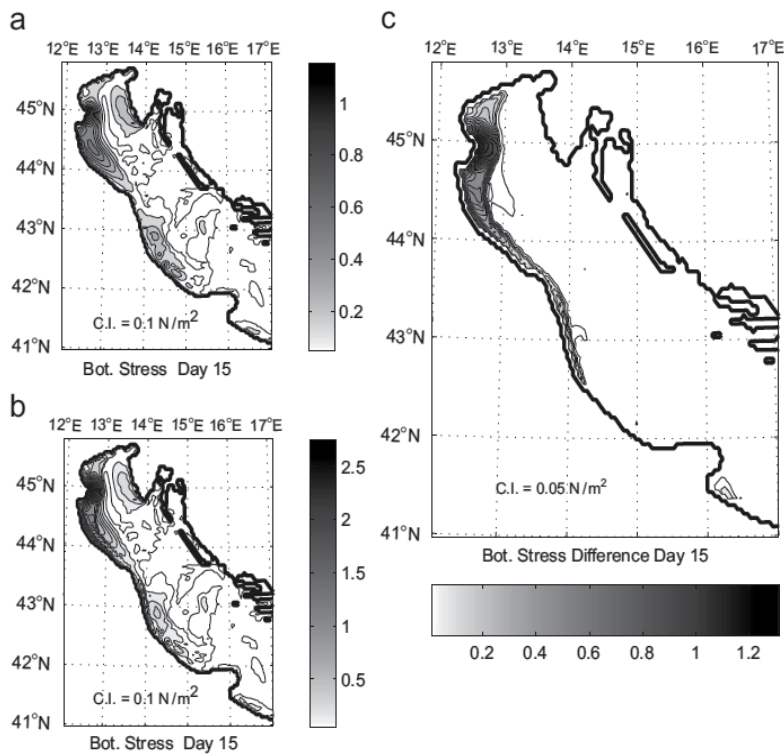 a
12°E 13°E 14°E 15°E 16°E 17°E
45°N
44°N
43°N
42°N
41°N
C.I. = 0.1 N/m²
Bot. Stress Day 15
1
0.8
0.6
0.4
0.2
b
12°E 13°E 14°E 15°E 16°E 17°E
45°N
44°N
43°N
42°N
41°N
C.I. = 0.1 N/m²
Bot. Stress Day 15
2.5
2
1.5
1
0.5
c
12°E 13°E 14°E 15°E 16°E 17°E
45°N
44°N
43°N
42°N
41°N
C.I. = 0.05 N/m²
Bot. Stress Difference Day 15
0.2 0.4 0.6 0.8 1 1.2